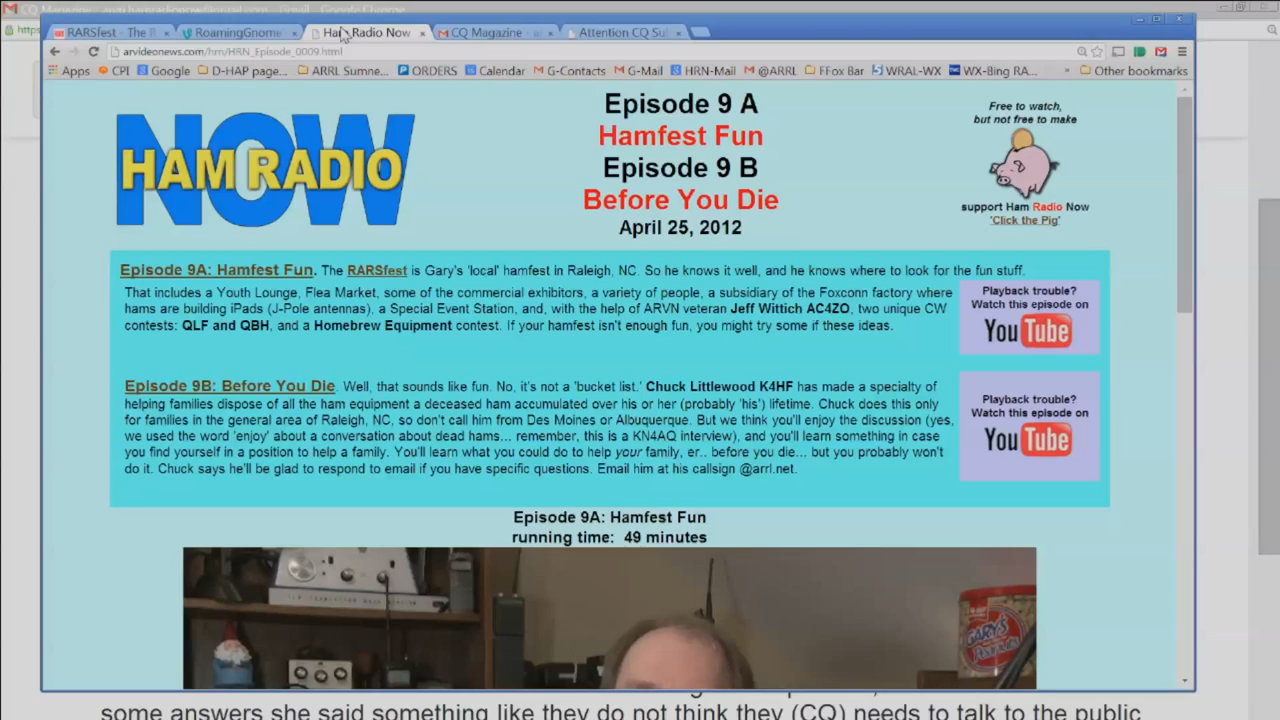 RARSfest - The R
RoamingGnome
Ham Radio Now
CQ Magazine
Attention CQ Sub
arvideonews.com/hrn/HRN_Episode_0009.html
Apps CPI Google D-HAP page... ARRL Sumne... ORDERS Calendar G-Contacts G-Mail HRN-Mail @ARRL FFox Bar WRAL-WX WX-Bing RA... » Other bookmarks
NOW
HAM RADIO
Episode 9 A
Hamfest Fun
Episode 9 B
Before You Die
April 25, 2012
Free to watch,
but not free to make
support Ham Radio Now
'Click the Pig'
Episode 9A: Hamfest Fun. The RARSfest is Gary's 'local' hamfest in Raleigh, NC. So he knows it well, and he knows where to look for the fun stuff.
That includes a Youth Lounge, Flea Market, some of the commercial exhibitors, a variety of people, a subsidiary of the Foxconn factory where
hams are building iPads (J-Pole antennas), a Special Event Station, and, with the help of ARVN veteran Jeff Wittich AC4ZO, two unique CW
contests: QLF and QBH, and a Homebrew Equipment contest. If your hamfest isn't enough fun, you might try some if these ideas.
Playback trouble?
Watch this episode on
YouTube
Episode 9B: Before You Die. Well, that sounds like fun. No, it's not a 'bucket list.' Chuck Littlewood K4HF has made a specialty of
helping families dispose of all the ham equipment a deceased ham accumulated over his or her (probably 'his') lifetime. Chuck does this only
for families in the general area of Raleigh, NC, so don't call him from Des Moines or Albuquerque. But we think you'll enjoy the discussion (yes,
we used the word 'enjoy' about a conversation about dead hams... remember, this is a KN4AQ interview), and you'll learn something in case
you find yourself in a position to help a family. You'll learn what you could do to help your family, er.. before you die... but you probably won't
do it. Chuck says he'll be glad to respond to email if you have specific questions. Email him at his callsign @arrl.net.
Playback trouble?
Watch this episode on
YouTube
Episode 9A: Hamfest Fun
running time: 49 minutes
GARY'S
some answers she said something like they do not think they (CQ) needs to talk to the public